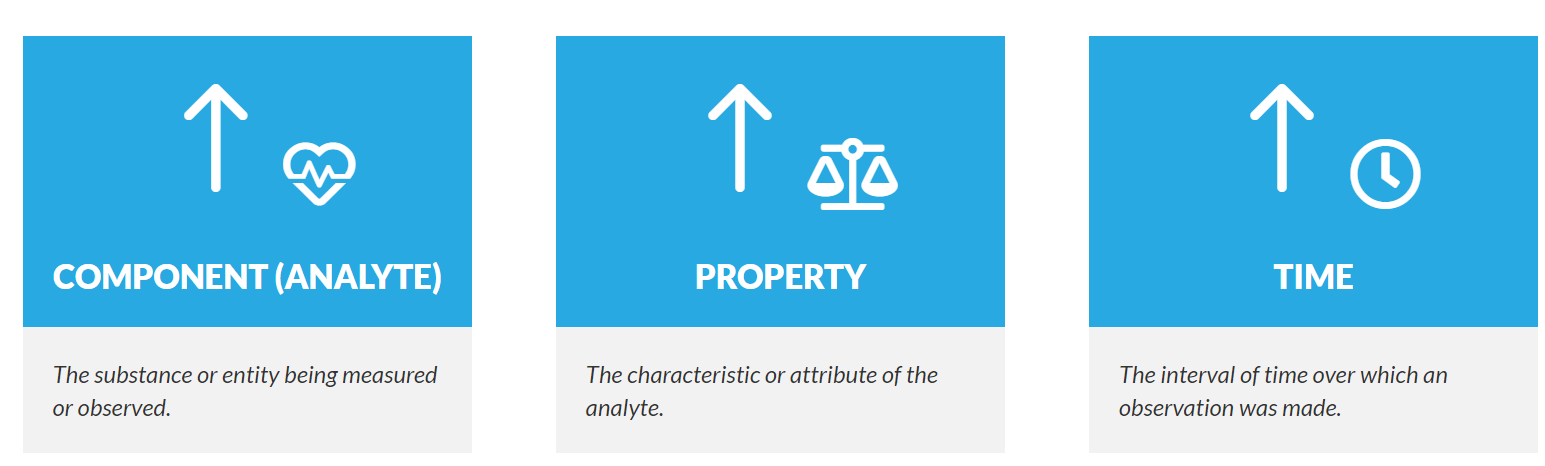 COMPONENT (ANALYTE)
The substance or entity being measured
or observed.
PROPERTY
The characteristic or attribute of the
analyte.
TIME
The interval of time over which an
observation was made.